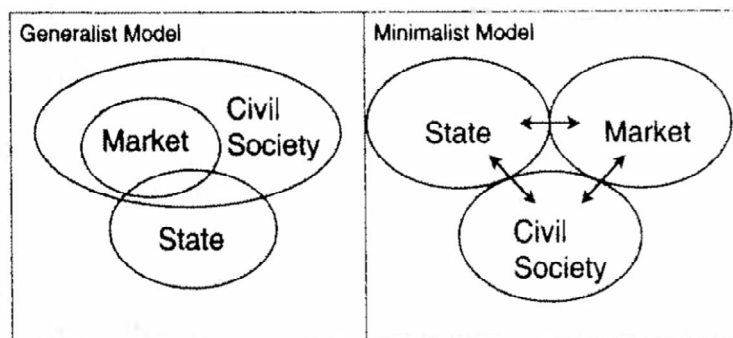 Generalist Model
Civil
Market Society
State
Minimalist Model
State Market
Civil
Society